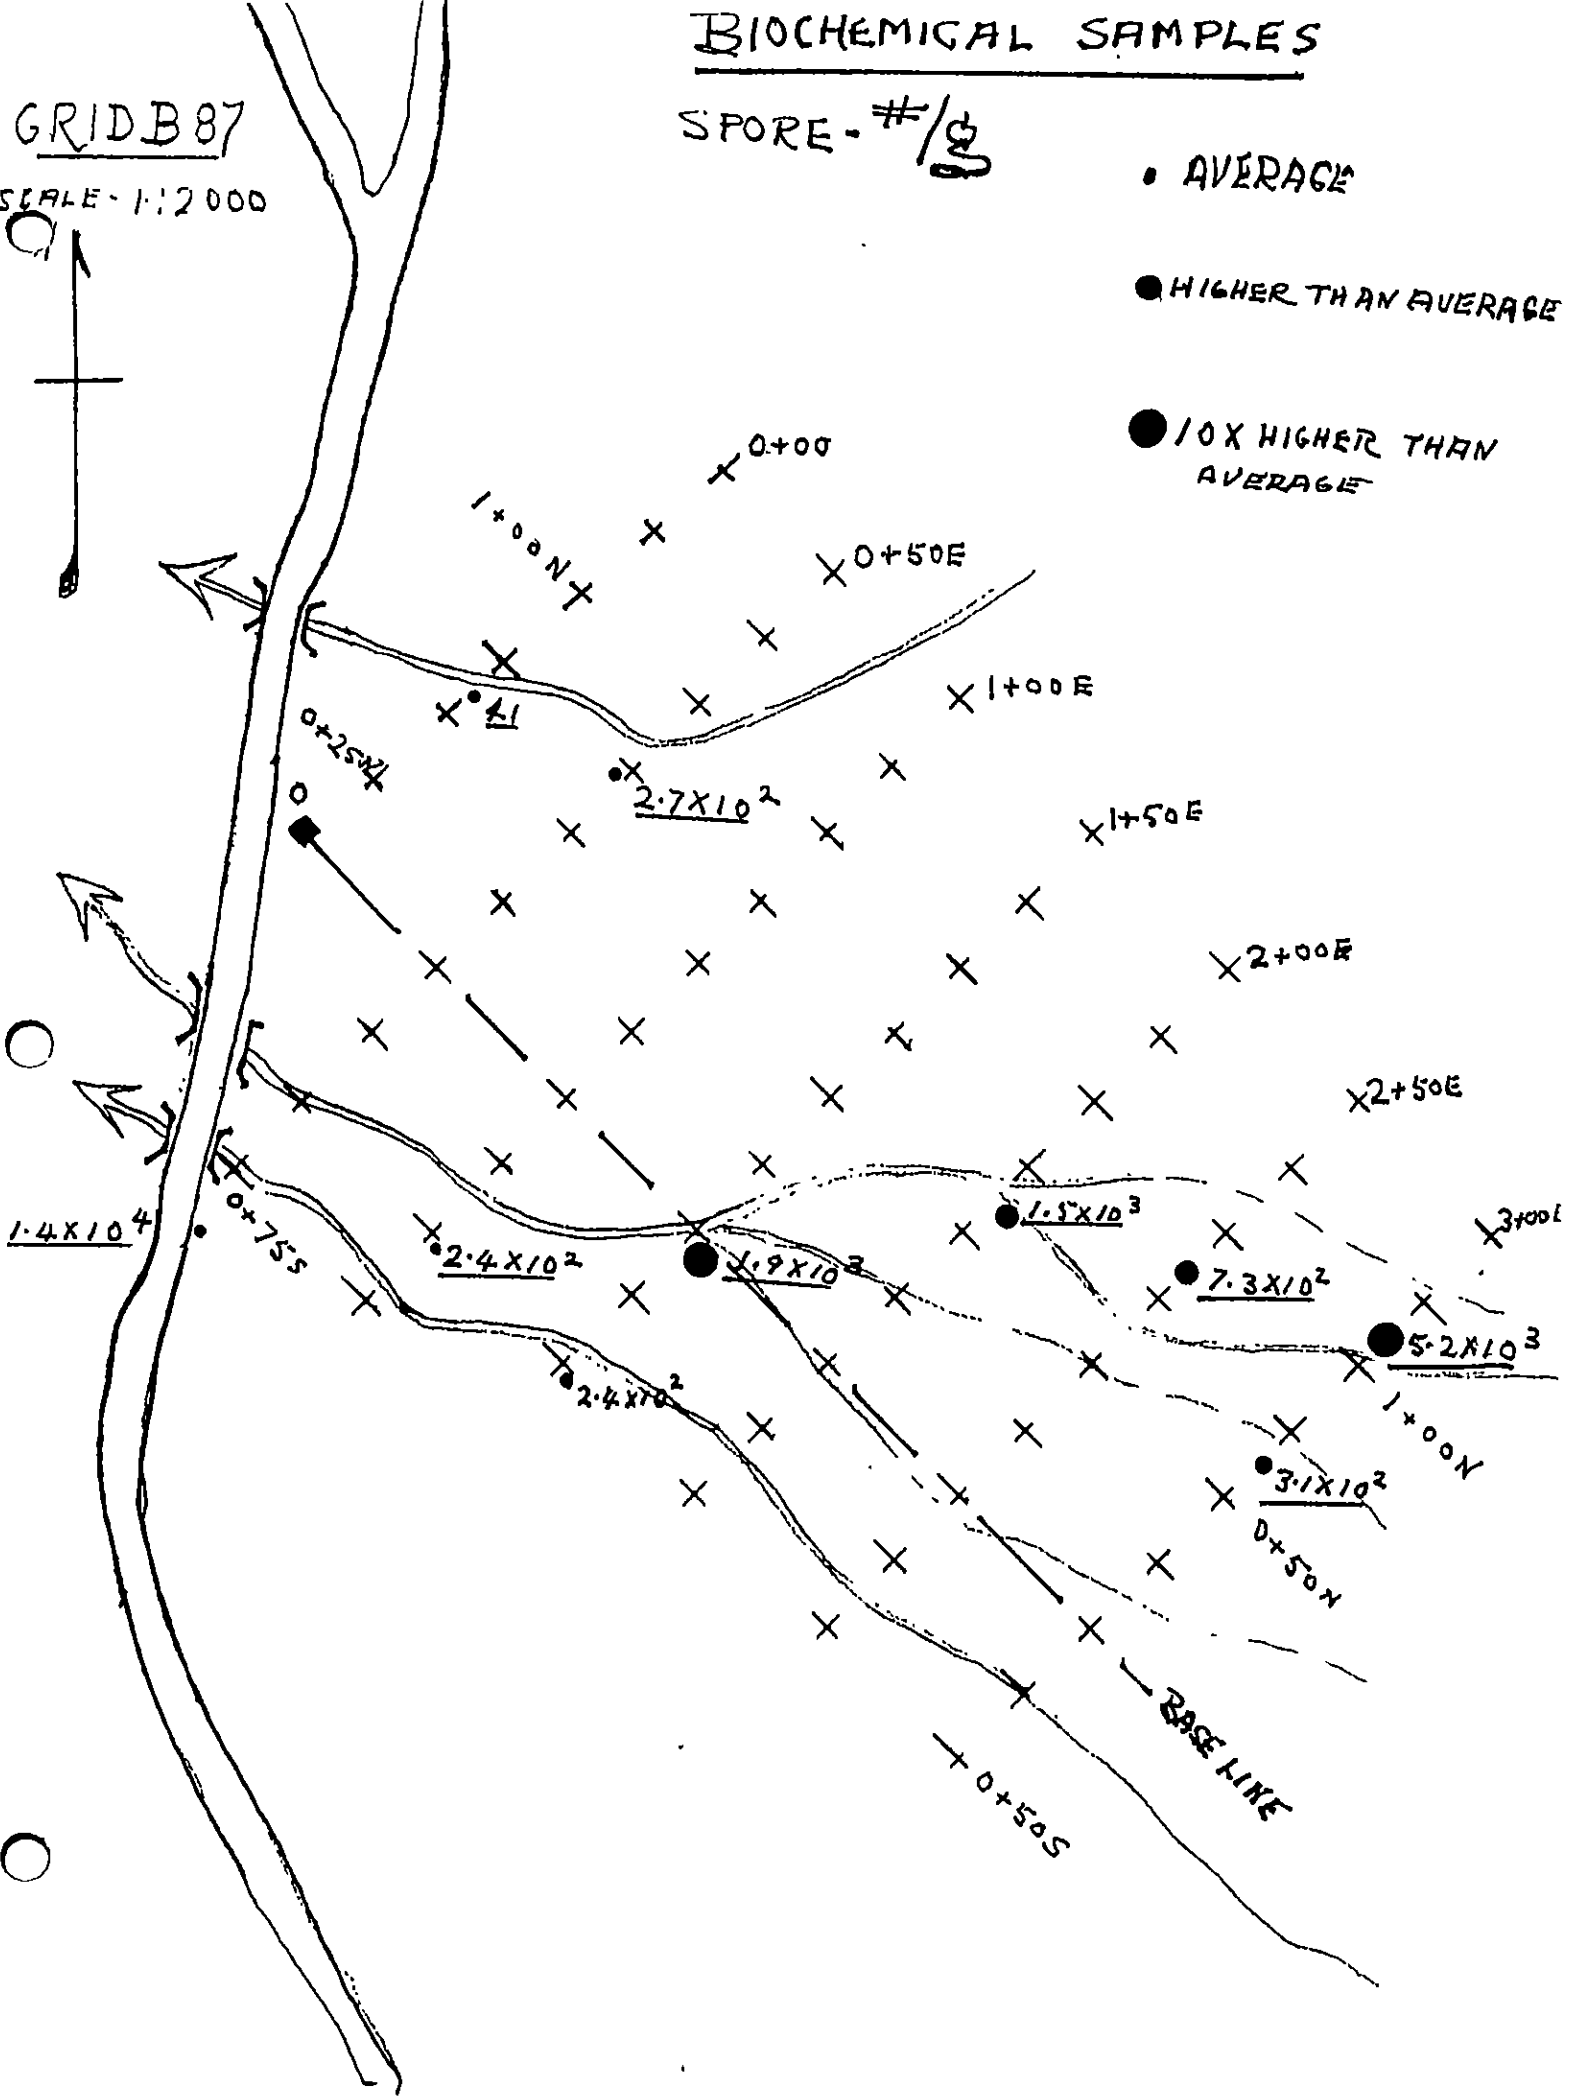 BIOCHEMICAL SAMPLES
GRID B 87
SPORE - #/g
SCALE - 1:2000
• AVERAGE
● HIGHER THAN AVERAGE
● 10X HIGHER THAN
AVERAGE
0+00
1+00N
0+50E
1+00E
<1
0+25N
0
2.7X10²
1+50E
2+00E
2+50E
1.4X10⁴
0+75S
2.4X10²
1.9X10³
1.5X10³
3+00E
7.3X10²
5.2X10³
2.4X10²
1+00N
3.1X10²
0+50N
BASE LINE
0+50S